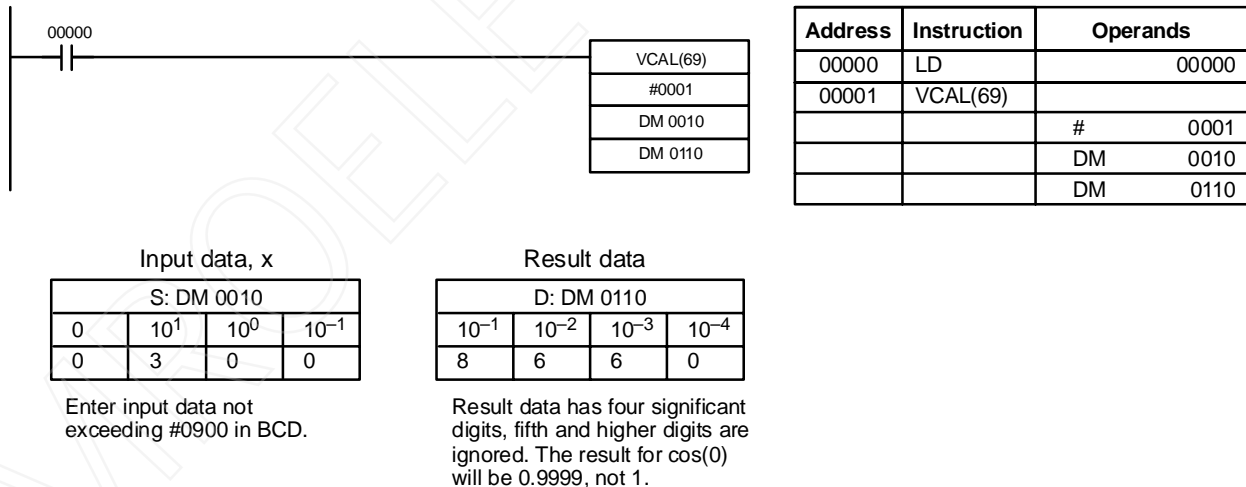 00000
VCAL(69)
#0001
DM 0010
DM 0110
Address Instruction Operands
00000 LD 00000
00001 VCAL(69)
# 0001
DM 0010
DM 0110
Input data, x
S: DM 0010
0 10¹ 10⁰ 10⁻¹
0 3 0 0
Enter input data not
exceeding #0900 in BCD.
Result data
D: DM 0110
10⁻¹ 10⁻² 10⁻³ 10⁻⁴
8 6 6 0
Result data has four significant
digits, fifth and higher digits are
ignored. The result for cos(0)
will be 0.9999, not 1.